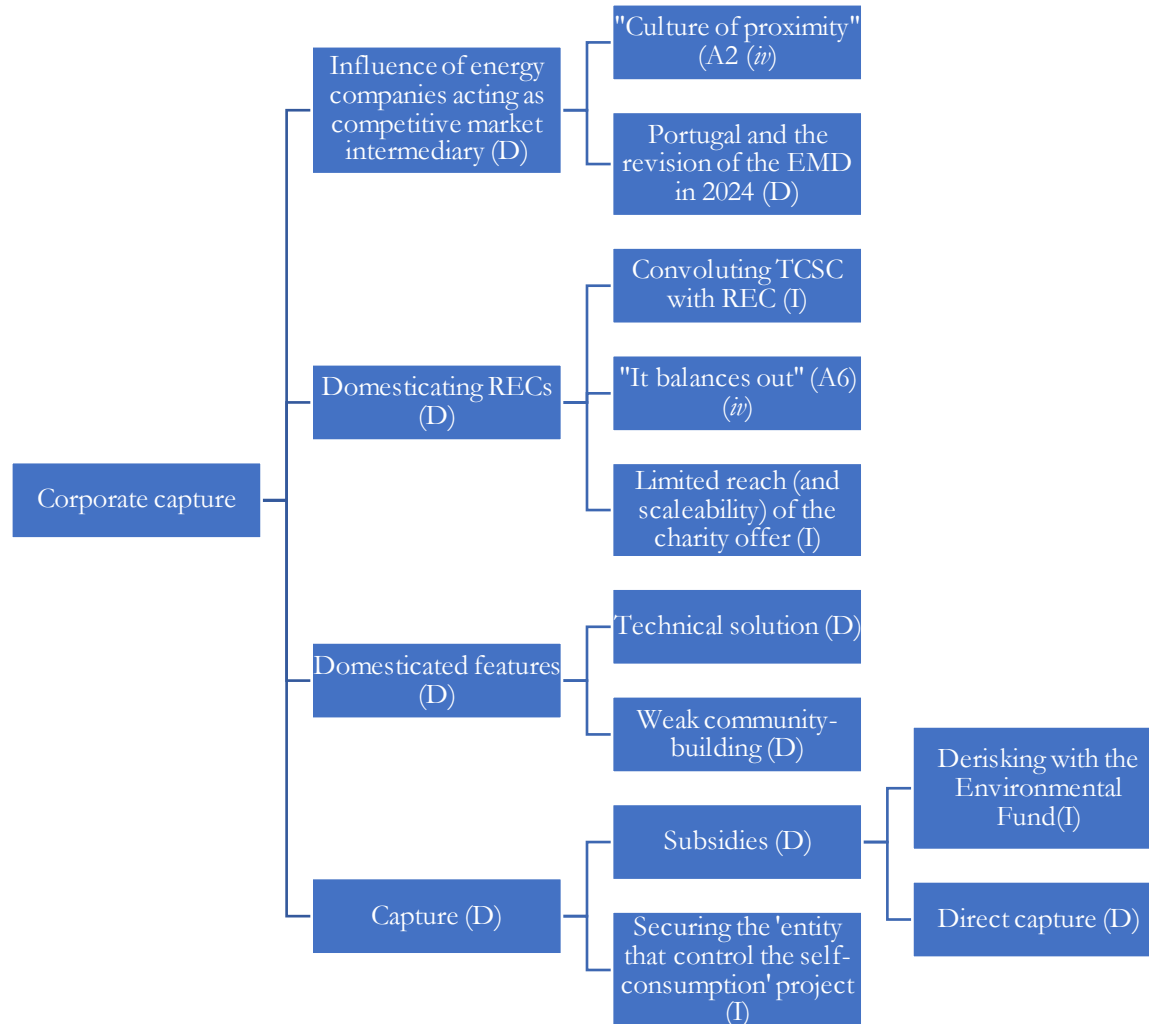 "Culture of proximity"
(A2 (iv)
Influence of energy
companies acting as
competitive market
intermediary (D)
Portugal and the
revision of the EMD
in 2024 (D)
Convoluting TCSC
with REC (I)
Domesticating RECs
(D)
"It balances out" (A6)
(iv)
Limited reach (and
scaleability) of the
charity offer (I)
Corporate capture
Technical solution (D)
Domesticated features
(D)
Weak community-
building (D)
Derisking with the
Environmental
Fund(I)
Subsidies (D)
Capture (D)
Direct capture (D)
Securing the 'entity
that control the self-
consumption' project
(I)